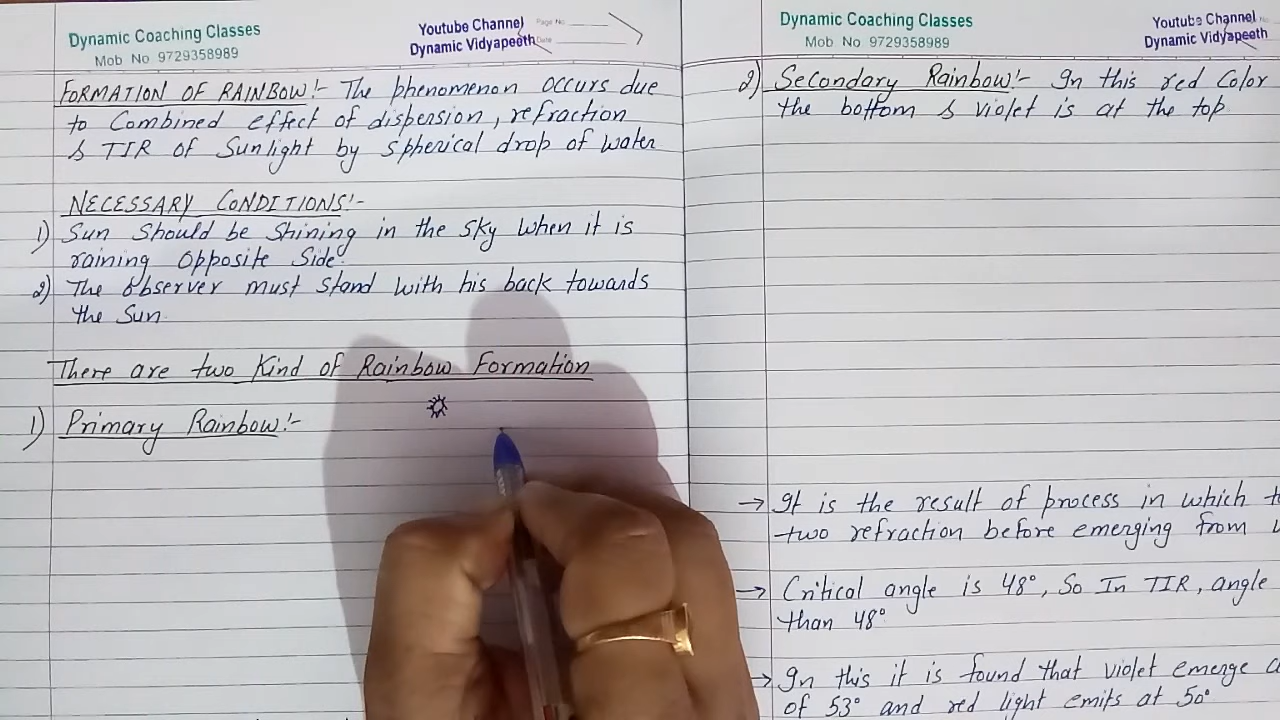 Dynamic Coaching Classes
Mob No 9729358989
Youtube Channel
Dynamic Vidyapeeth
Page No
Date
FORMATION OF RAINBOW:- The phenomenon occurs due
to Combined effect of dispension, refraction
& TIR of Sunlight by Spherical drop of water
NECESSARY CONDITIONS:-
1) Sun should be shining in the sky when it is
raining opposite side.
2) The observer must stand with his back towards
the sun.
There are two kind of Rainbow Formation
1) Primary Rainbow:-
Dynamic Coaching Classes
Mob No 9729358989
Youtube Channel
Dynamic Vidyapeeth
2) Secondary Rainbow:- In this red Color
the bottom & violet is at the top.
→ It is the result of process in which
two refraction before emerging from
→ Critical angle is 48°, So In TIR, angle
than 48°
→ In this it is found that violet emerge
of 53° and red light emits at 50°